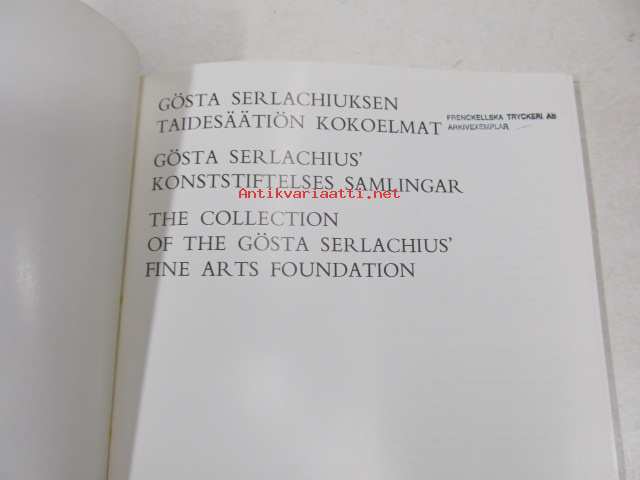 GÖSTA SERLACHIUKSEN
TAIDESÄÄTIÖN KOKOELMAT
FRENCKELLSKA TRYCKERI AB
ARKIVEXEMPLAR
GÖSTA SERLACHIUS'
KONSTSTIFTELSES SAMLINGAR
Antikvariaatti.net
THE COLLECTION
OF THE GÖSTA SERLACHIUS'
FINE ARTS FOUNDATION